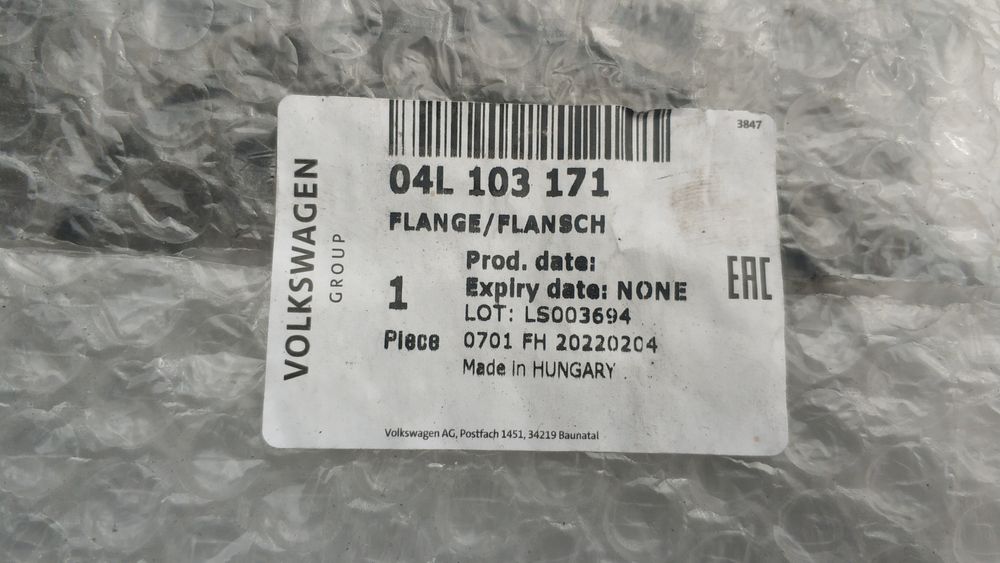 3847
04L 103 171
FLANGE/FLANSCH
Prod. date:
1
Expiry date: NONE
LOT: LS003694
Piece
0701 FH 20220204
Made in HUNGARY
EAC
VOLKSWAGEN
GROUP
Volkswagen AG, Postfach 1451, 34219 Baunatal